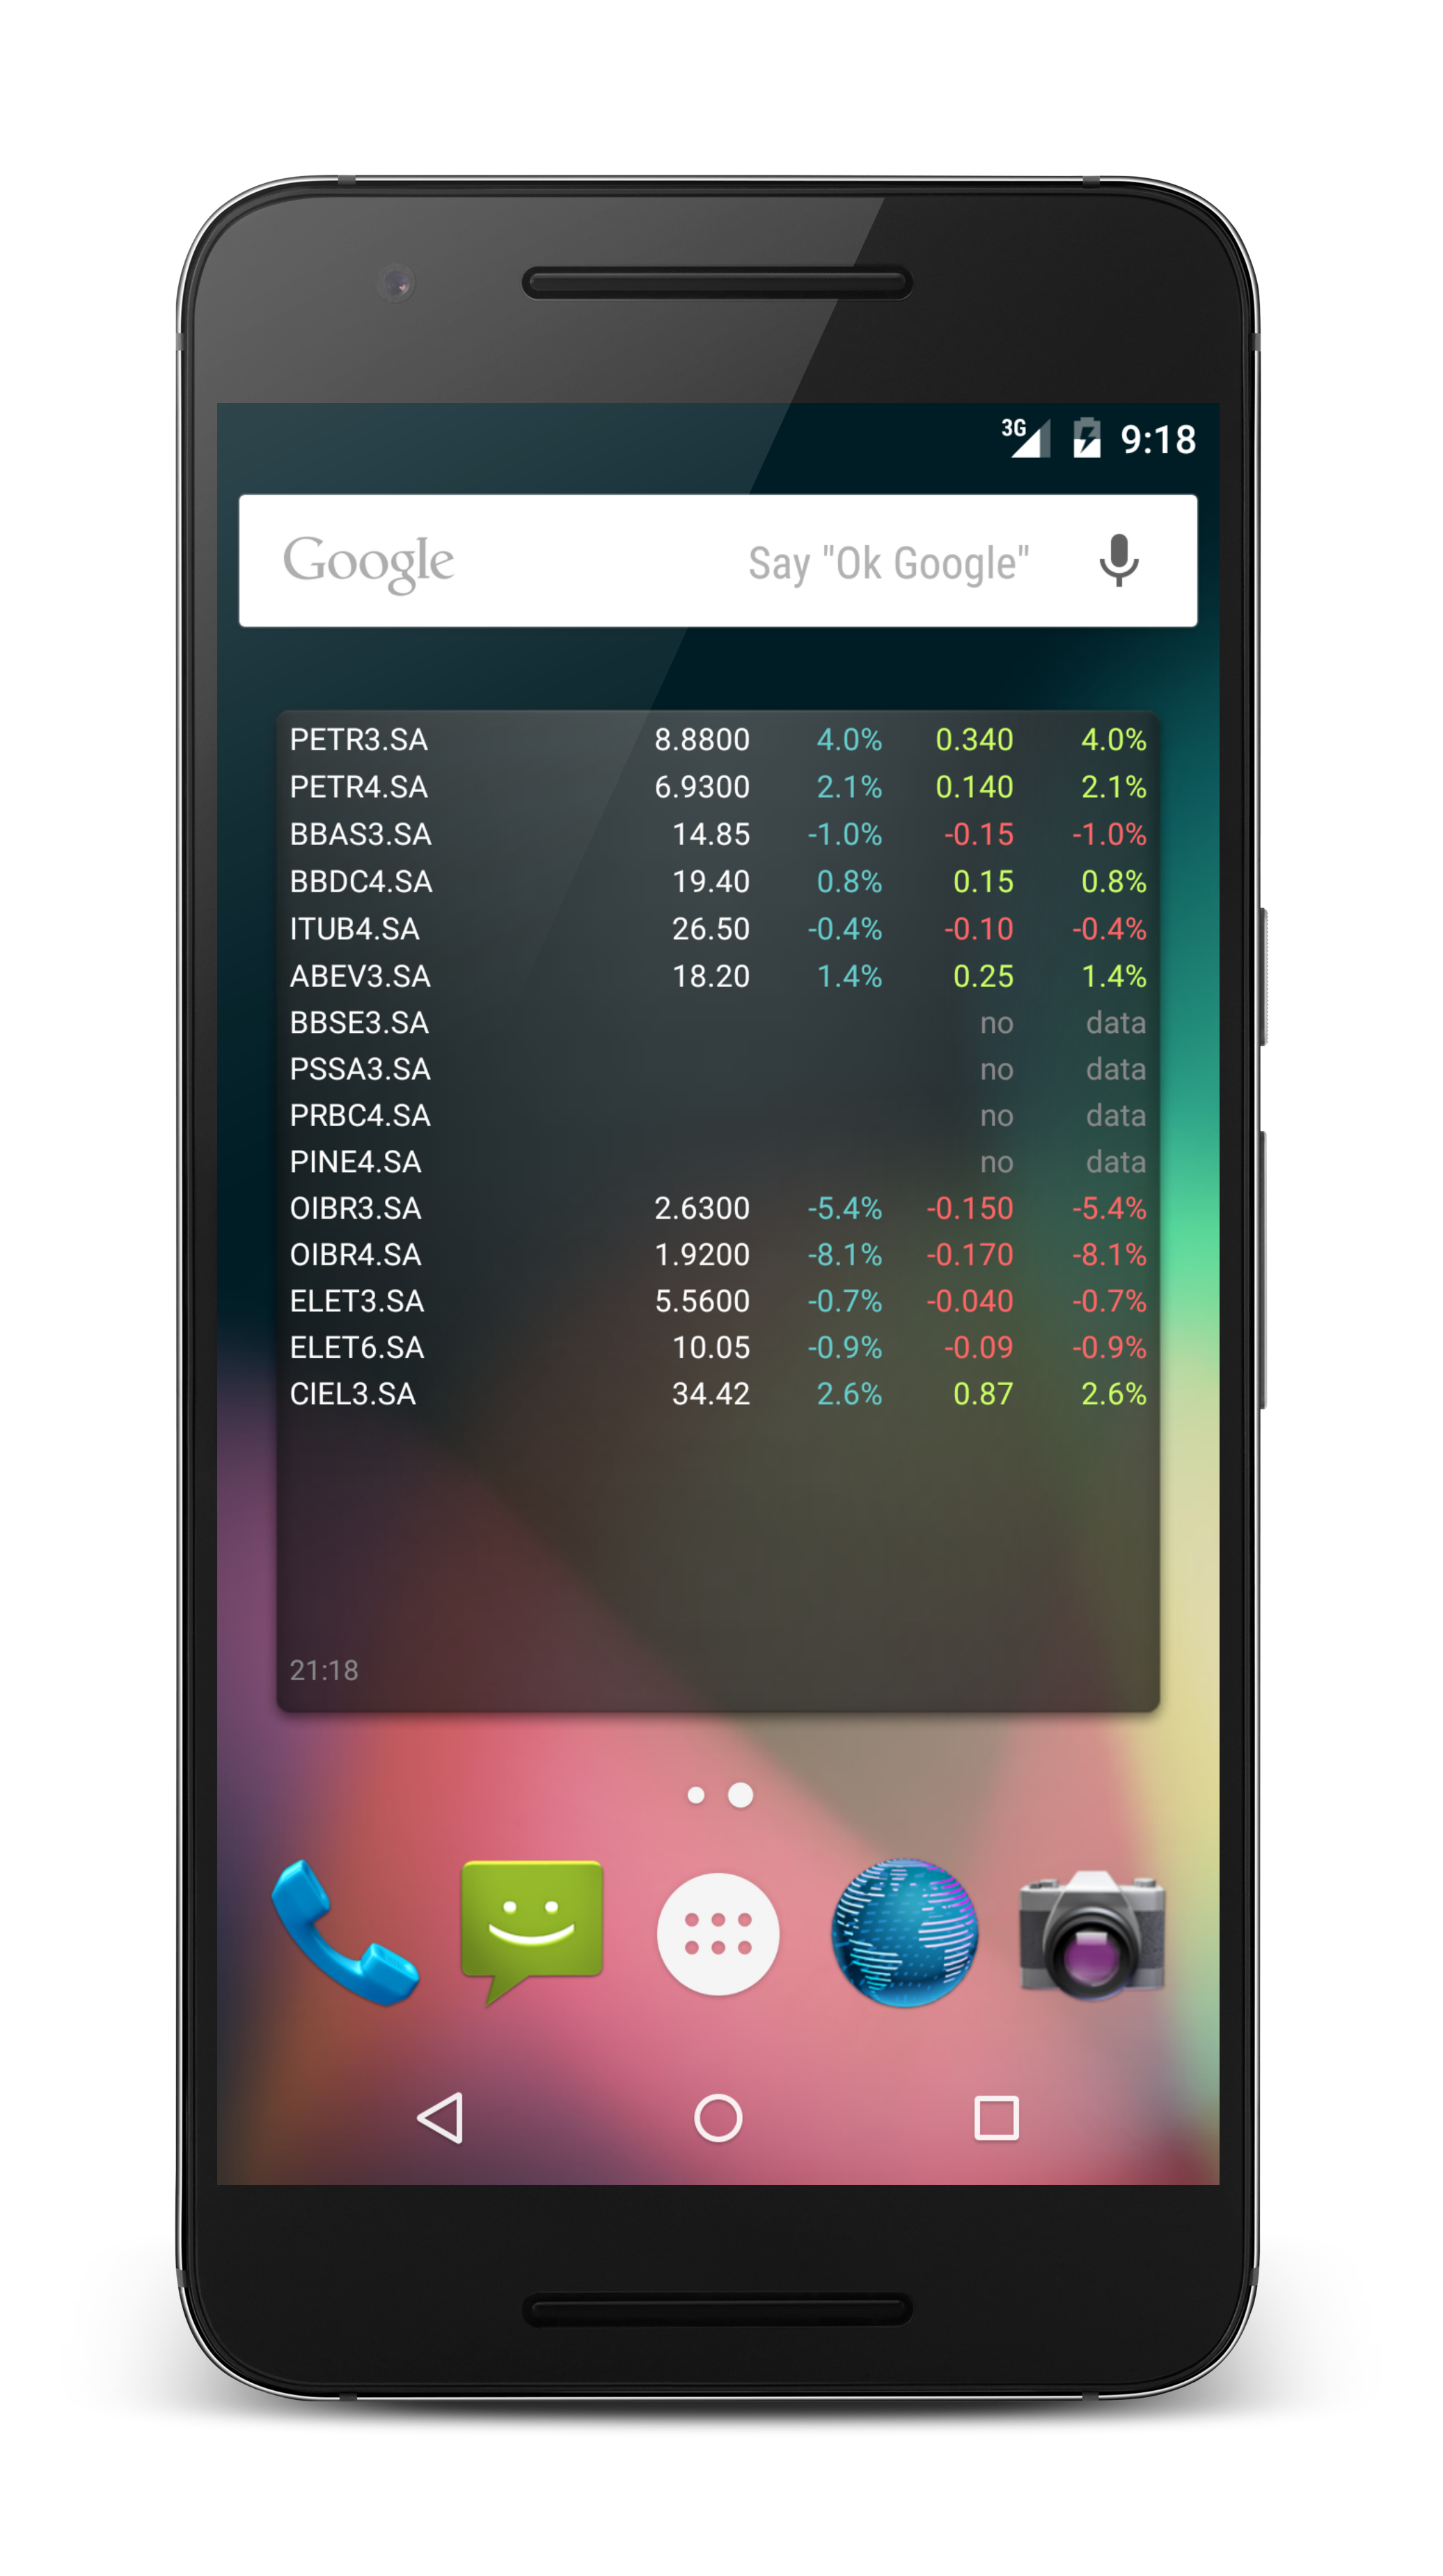 3G 9:18
Google Say "Ok Google"
PETR3.SA 8.8800 4.0% 0.340 4.0%
PETR4.SA 6.9300 2.1% 0.140 2.1%
BBAS3.SA 14.85 -1.0% -0.15 -1.0%
BBDC4.SA 19.40 0.8% 0.15 0.8%
ITUB4.SA 26.50 -0.4% -0.10 -0.4%
ABEV3.SA 18.20 1.4% 0.25 1.4%
BBSE3.SA no data
PSSA3.SA no data
PRBC4.SA no data
PINE4.SA no data
OIBR3.SA 2.6300 -5.4% -0.150 -5.4%
OIBR4.SA 1.9200 -8.1% -0.170 -8.1%
ELET3.SA 5.5600 -0.7% -0.040 -0.7%
ELET6.SA 10.05 -0.9% -0.09 -0.9%
CIEL3.SA 34.42 2.6% 0.87 2.6%
21:18